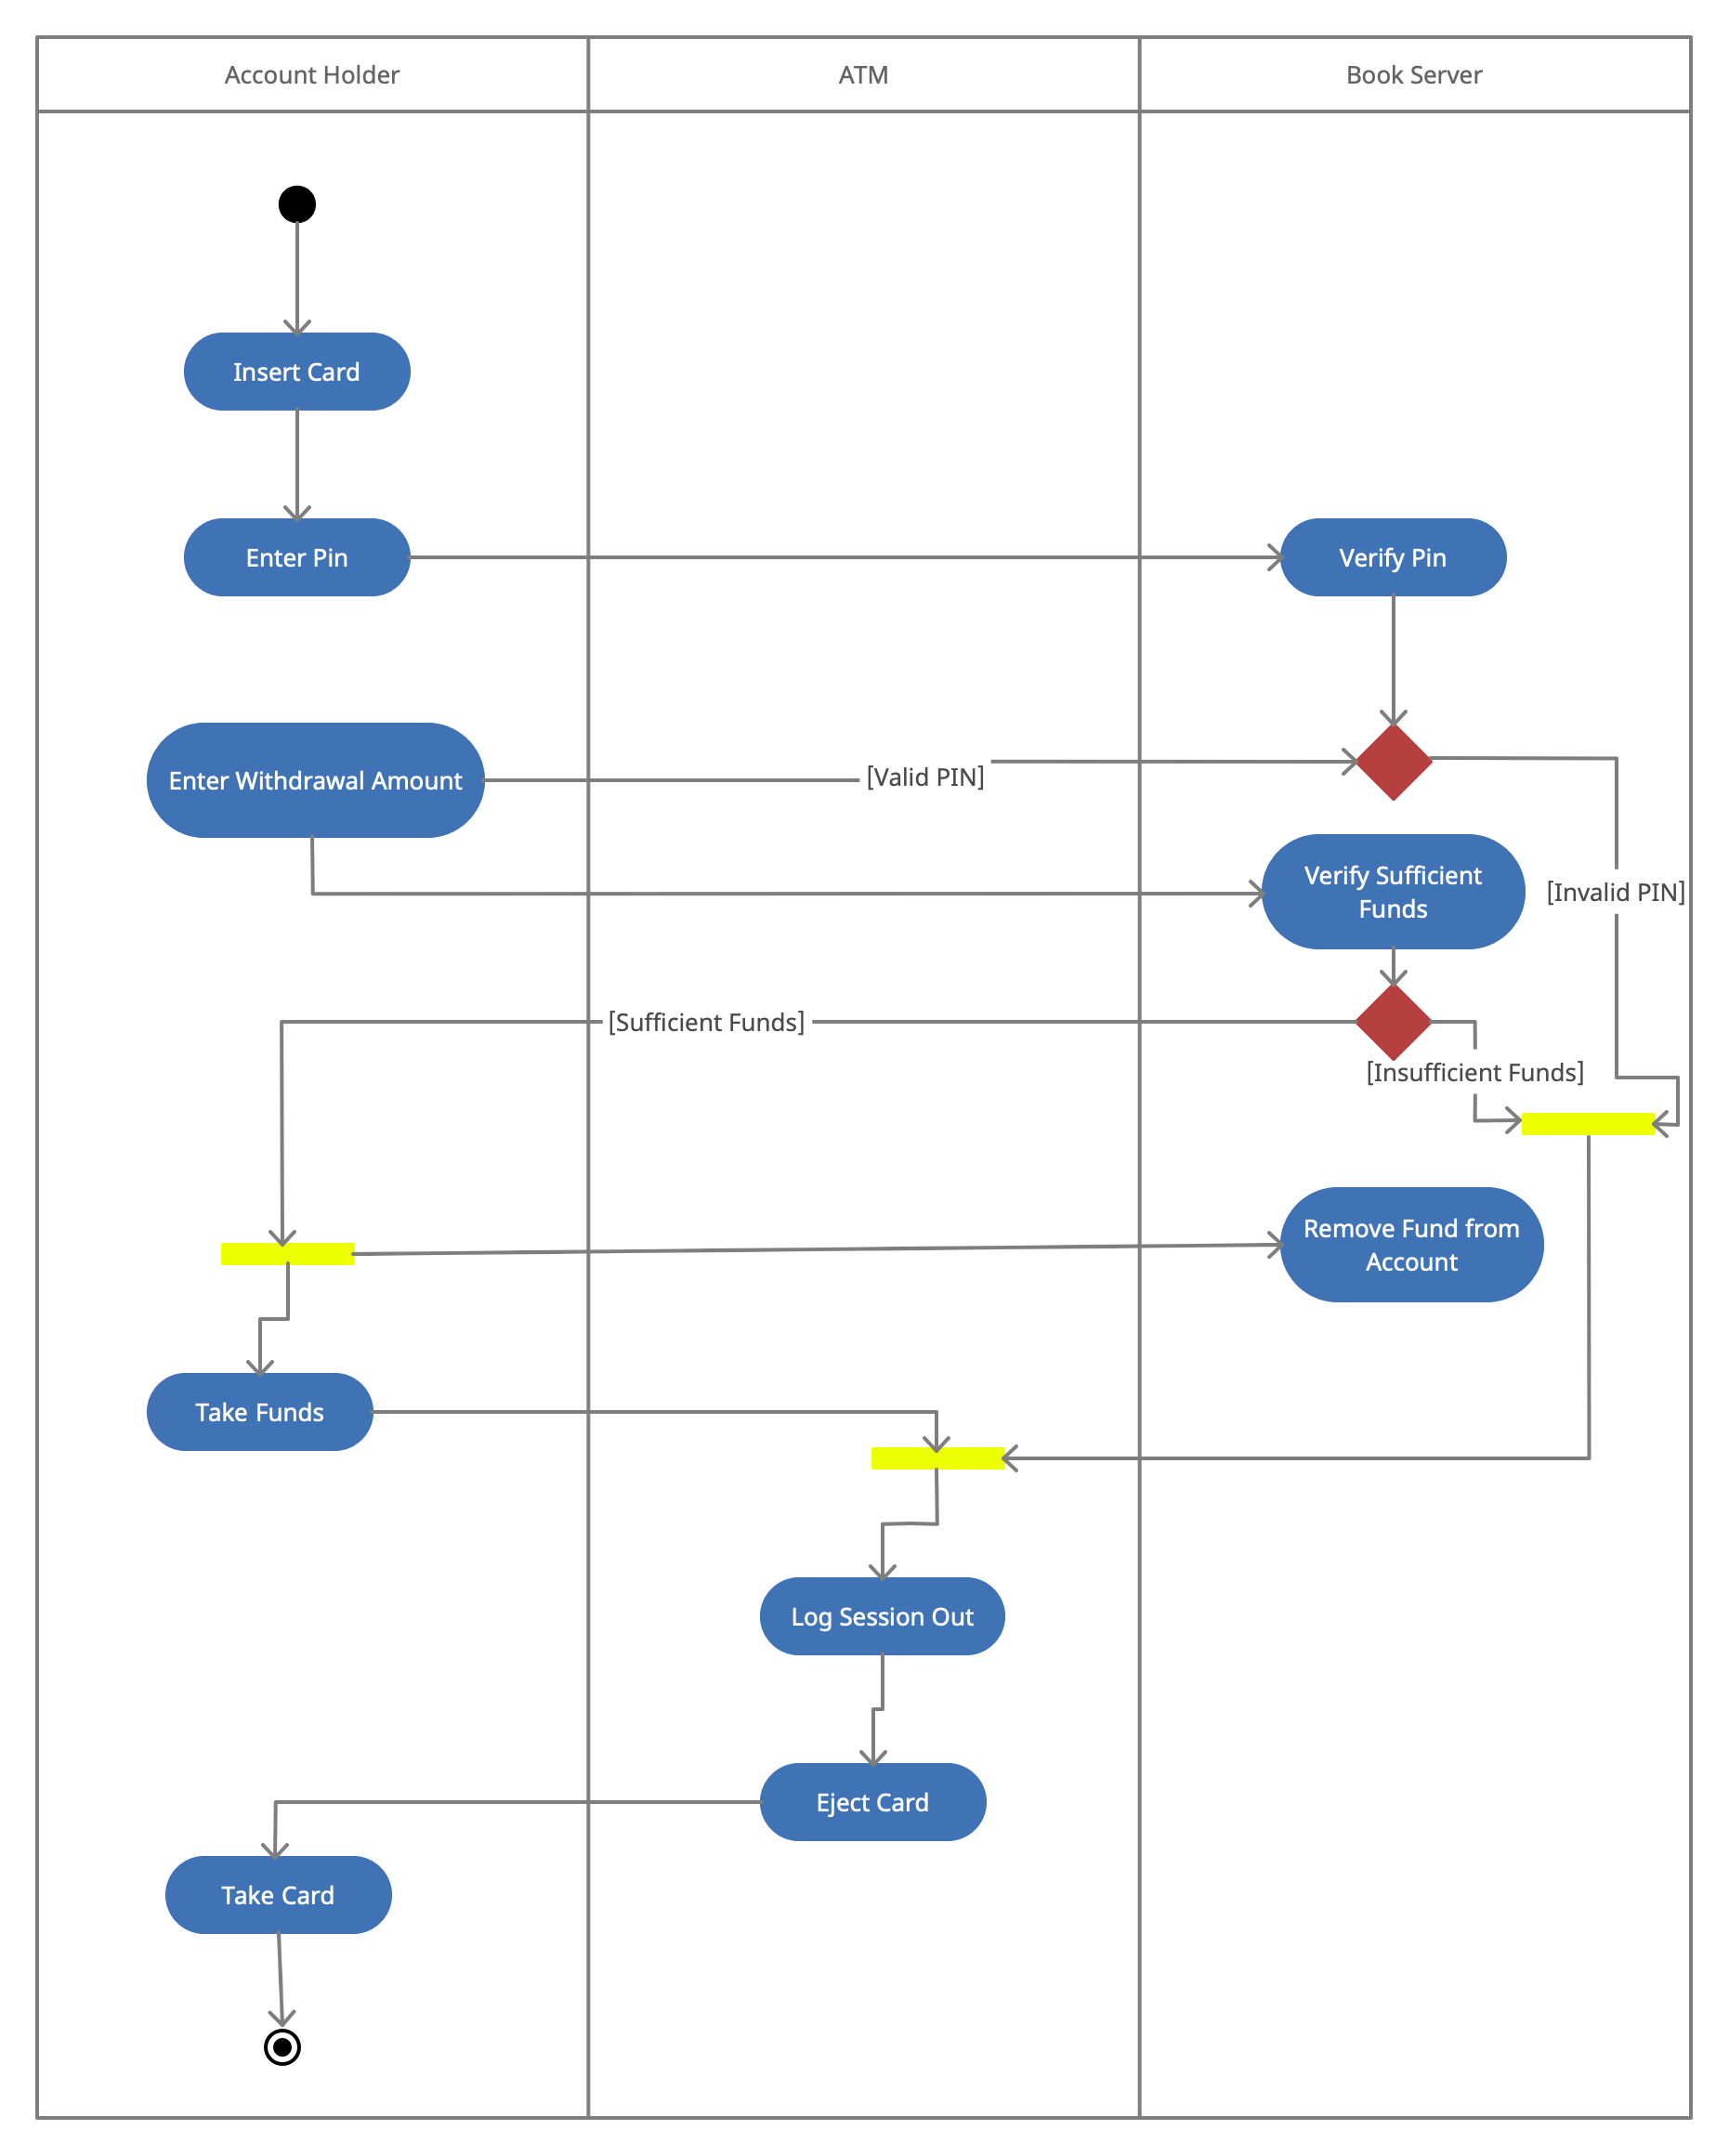 Account Holder
ATM
Book Server
Insert Card
Enter Pin
Verify Pin
Enter Withdrawal Amount
[Valid PIN]
Verify Sufficient
Funds
[Invalid PIN]
[Sufficient Funds]
[Insufficient Funds]
Remove Fund from
Account
Take Funds
Log Session Out
Eject Card
Take Card